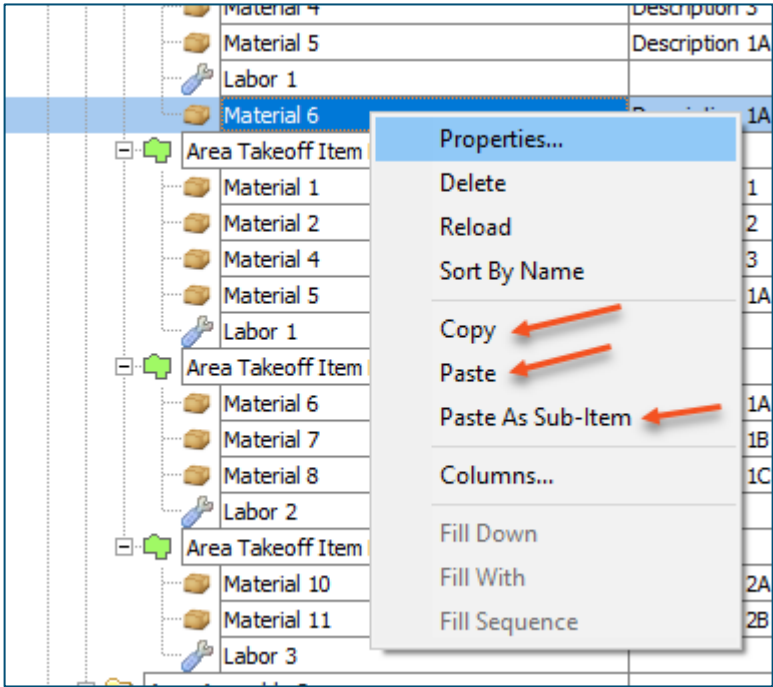 Material 4 Description 3
Material 5 Description 1A
Labor 1
Material 6 1A
Properties...
Area Takeoff Item
Delete
Material 1 1
Material 2 2
Reload
Material 4 3
Sort By Name
Material 5 1A
Labor 1
Copy
Area Takeoff Item
Paste
Material 6 1A
Paste As Sub-Item
Material 7 1B
Material 8 1C
Columns...
Labor 2
Fill Down
Area Takeoff Item
Fill With
Material 10 2A
Material 11 2B
Fill Sequence
Labor 3